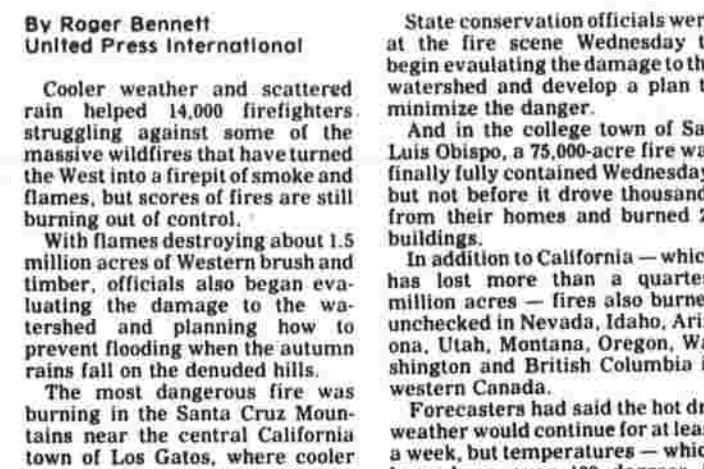 By Roger Bennett
United Press International
Cooler weather and scattered
rain helped 14,000 firefighters
struggling against some of the
massive wildfires that have turned
the West into a firepit of smoke and
flames, but scores of fires are still
burning out of control.
With flames destroying about 1.5
million acres of Western brush and
timber, officials also began eva-
luating the damage to the wa-
tershed and planning how to
prevent flooding when the autumn
rains fall on the denuded hills.
The most dangerous fire was
burning in the Santa Cruz Moun-
tains near the central California
town of Los Gatos, where cooler
State conservation officials wer
at the fire scene Wednesday t
begin evaulating the damage to th
watershed and develop a plan t
minimize the danger.
And in the college town of Sa
Luis Obispo, a 75,000-acre fire wa
finally fully contained Wednesday
but not before it drove thousand
from their homes and burned 2
buildings.
In addition to California — whic
has lost more than a quarte
million acres — fires also burne
unchecked in Nevada, Idaho, Ari
ona, Utah, Montana, Oregon, Wa
shington and British Columbia i
western Canada.
Forecasters had said the hot dr
weather would continue for at leas
a week, but temperatures — whic